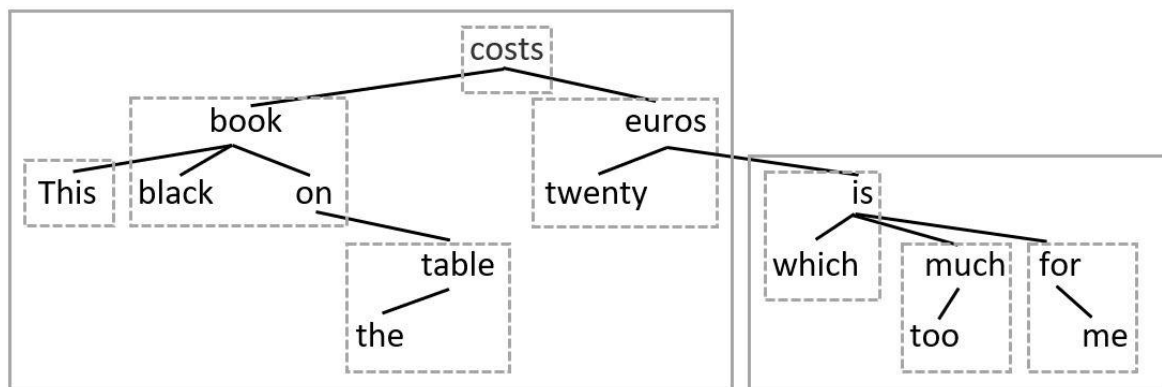 costs
book euros
This black on twenty is
table which much for
the too me